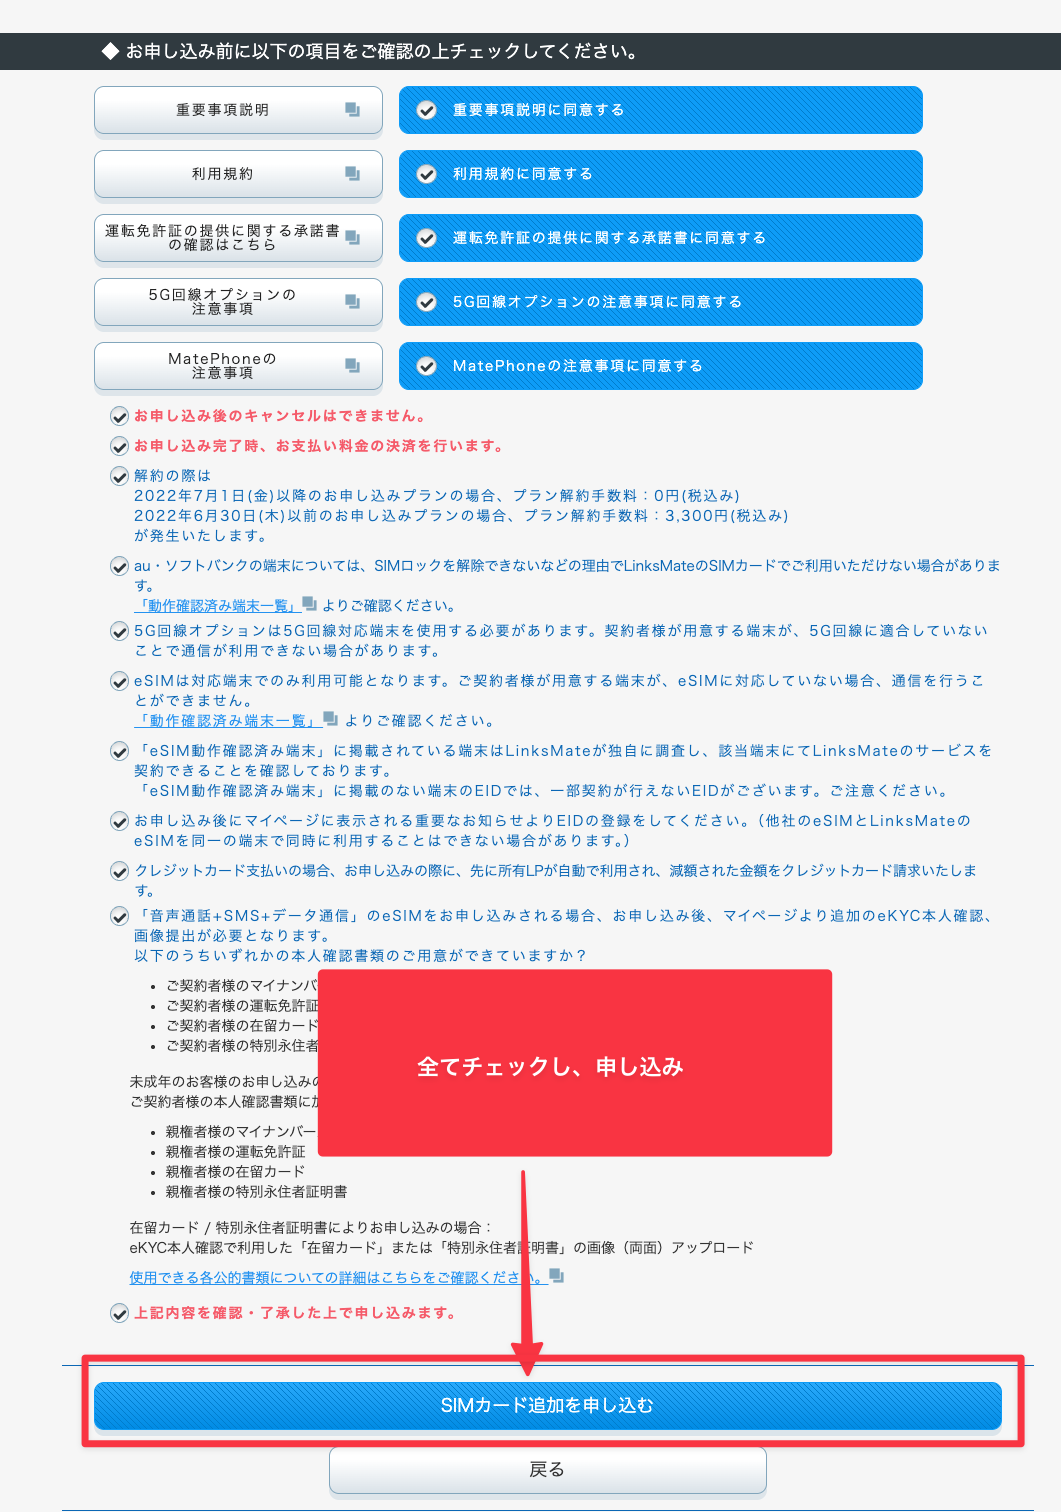 ◆ お申し込み前に以下の項目をご確認の上チェックしてください。
重要事項説明
重要事項説明に同意する
利用規約
利用規約に同意する
運転免許証の提供に関する承諾書
の確認はこちら
運転免許証の提供に関する承諾書に同意する
5G回線オプションの
注意事項
5G回線オプションの注意事項に同意する
MatePhoneの
注意事項
MatePhoneの注意事項に同意する
お申し込み後のキャンセルはできません。
お申し込み完了時、お支払い料金の決済を行います。
解約の際は
2022年7月1日(金)以降のお申し込みプランの場合、プラン解約手数料：0円(税込み)
2022年6月30日(木)以前のお申し込みプランの場合、プラン解約手数料：3,300円(税込み)
が発生いたします。
au・ソフトバンクの端末については、SIMロックを解除できないなどの理由でLinksMateのSIMカードでご利用いただけない場合がありま
す。
「動作確認済み端末一覧」 よりご確認ください。
5G回線オプションは5G回線対応端末を使用する必要があります。契約者様が用意する端末が、5G回線に適合していない
ことで通信が利用できない場合があります。
eSIMは対応端末でのみ利用可能となります。ご契約者様が用意する端末が、eSIMに対応していない場合、通信を行うこ
とができません。
「動作確認済み端末一覧」 よりご確認ください。
「eSIM動作確認済み端末」に掲載されている端末はLinksMateが独自に調査し、該当端末にてLinksMateのサービスを
契約できることを確認しております。
「eSIM動作確認済み端末」に掲載のない端末のEIDでは、一部契約が行えないEIDがございます。ご注意ください。
お申し込み後にマイページに表示される重要なお知らせよりEIDの登録をしてください。（他社のeSIMとLinksMateの
eSIMを同一の端末で同時に利用することはできない場合があります。）
クレジットカード支払いの場合、お申し込みの際に、先に所有LPが自動で利用され、減額された金額をクレジットカード請求いたしま
す。
「音声通話+SMS+データ通信」のeSIMをお申し込みされる場合、お申し込み後、マイページより追加のeKYC本人確認、
画像提出が必要となります。
以下のうちいずれかの本人確認書類のご用意ができていますか？
• ご契約者様のマイナンバ
• ご契約者様の運転免許証
• ご契約者様の在留カード
• ご契約者様の特別永住者
全てチェックし、申し込み
未成年のお客様のお申し込みの
ご契約者様の本人確認書類に
• 親権者様のマイナンバー
• 親権者様の運転免許証
• 親権者様の在留カード
• 親権者様の特別永住者証明書
在留カード / 特別永住者証明書によりお申し込みの場合：
eKYC本人確認で利用した「在留カード」または「特別永住者証明書」の画像（両面）アップロード
使用できる各公的書類についての詳細はこちらをご確認ください。
上記内容を確認・了承した上で申し込みます。
SIMカード追加を申し込む
戻る